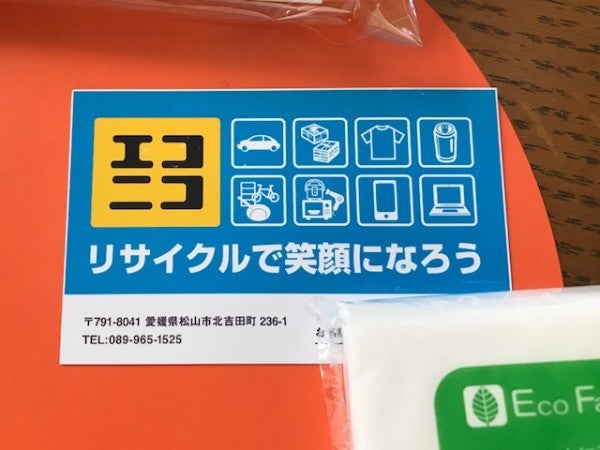 エコ
ニコ
リサイクルで笑顔になろう
〒791-8041 愛媛県松山市北吉田町 236-1
TEL:089-965-1525
Eco